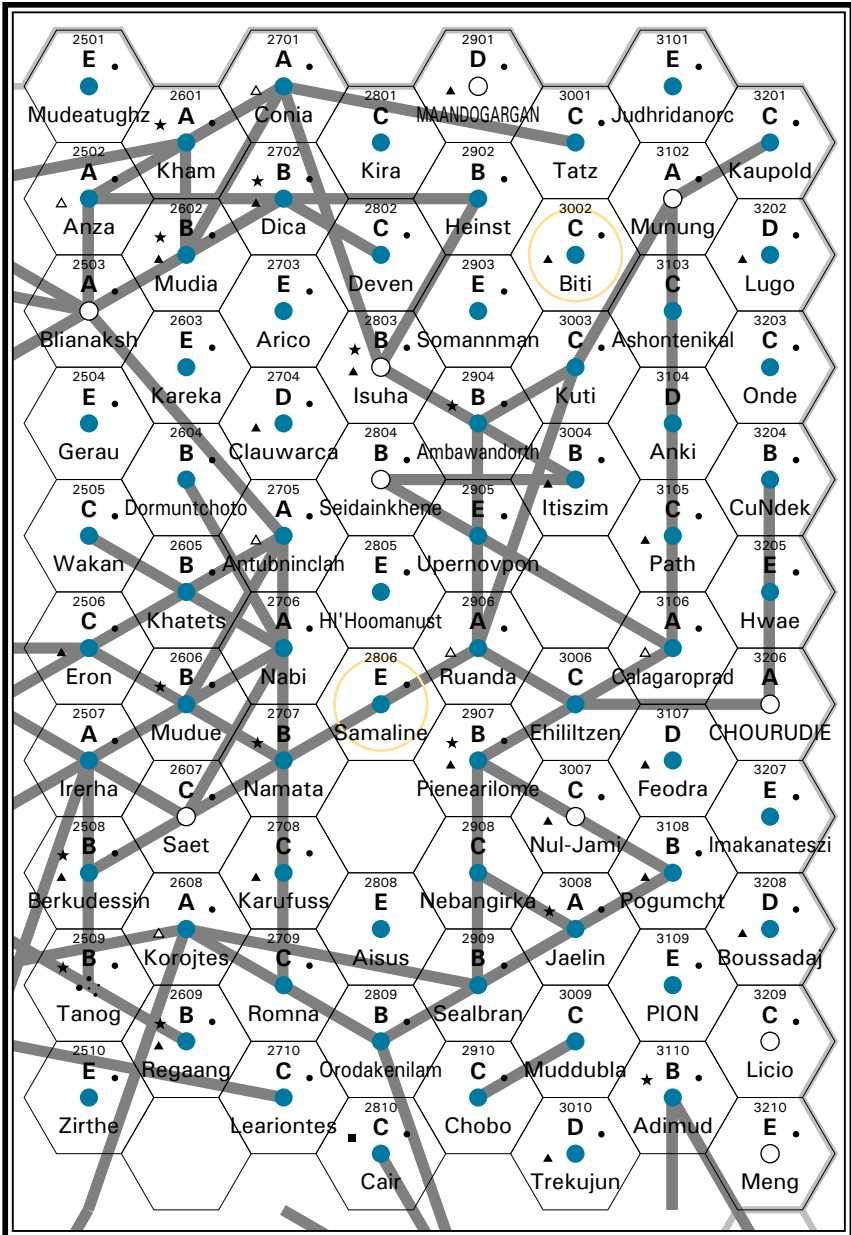 2501
E
Mudeatughz
2701
A
Conia
2901
D
MAANDOGARGAN
3101
E
Judhridanorc
2601
A
Kham
2801
C
Kira
3001
C
Tatz
3201
C
Kaupold
2502
A
Anza
2702
B
Dica
2902
B
Heinst
3102
A
Munung
2602
B
Mudia
2802
C
Deven
3002
C
Biti
3202
D
Lugo
2503
A
Blianaksh
2703
E
Arico
2903
E
Somannman
3103
C
Ashontenikal
2603
E
Kareka
2803
B
Isuha
3003
C
Kuti
3203
C
Onde
2504
E
Gerau
2704
D
Clauwarca
2904
B
Ambawandorth
3104
D
Anki
2604
B
Dormuntchoto
2804
B
Seidainkhene
3004
B
Itiszim
3204
B
CuNdek
2505
C
Wakan
2705
A
Antubninclah
2905
E
Upernovpon
3105
C
Path
2605
B
Khatets
2805
E
Hl'Hoomanust
3205
E
Hwae
2506
C
Eron
2706
A
Nabi
2906
A
Ruanda
3106
A
Calagaroprad
2606
B
Mudue
2806
E
Samaline
3006
C
Ehililtzen
3206
A
CHOURUDIE
2507
A
Irerha
2707
B
Namata
2907
B
Pienearilome
3107
D
Feodra
2607
C
Saet
3007
C
Nul-Jami
3207
E
Imakanateszi
2508
B
Berkudessin
2708
C
Karufuss
2908
C
Nebangirka
3108
B
Pogumcht
2608
A
Korojtes
2808
E
Aisus
3008
A
Jaelin
3208
D
Boussadaj
2509
B
Tanog
2709
C
Romna
2909
B
Sealbran
3109
E
PION
2609
B
Regaang
2809
B
Orodakenilam
3009
C
Muddubla
3209
C
Licio
2510
E
Zirthe
2710
C
Leariontes
2910
C
Chobo
3110
B
Adimud
2810
C
Cair
3010
D
Trekujun
3210
E
Meng